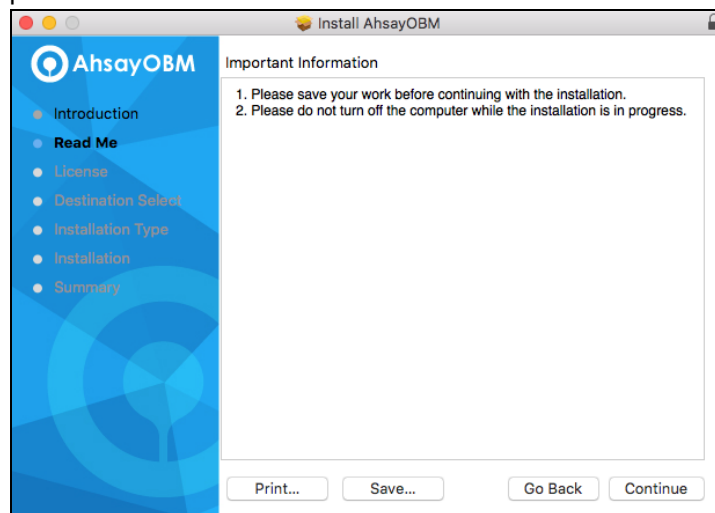 Install AhsayOBM
AhsayOBM
Introduction
Read Me
License
Destination Select
Installation Type
Installation
Summary
Important Information
1. Please save your work before continuing with the installation.
2. Please do not turn off the computer while the installation is in progress.
Print...
Save...
Go Back
Continue